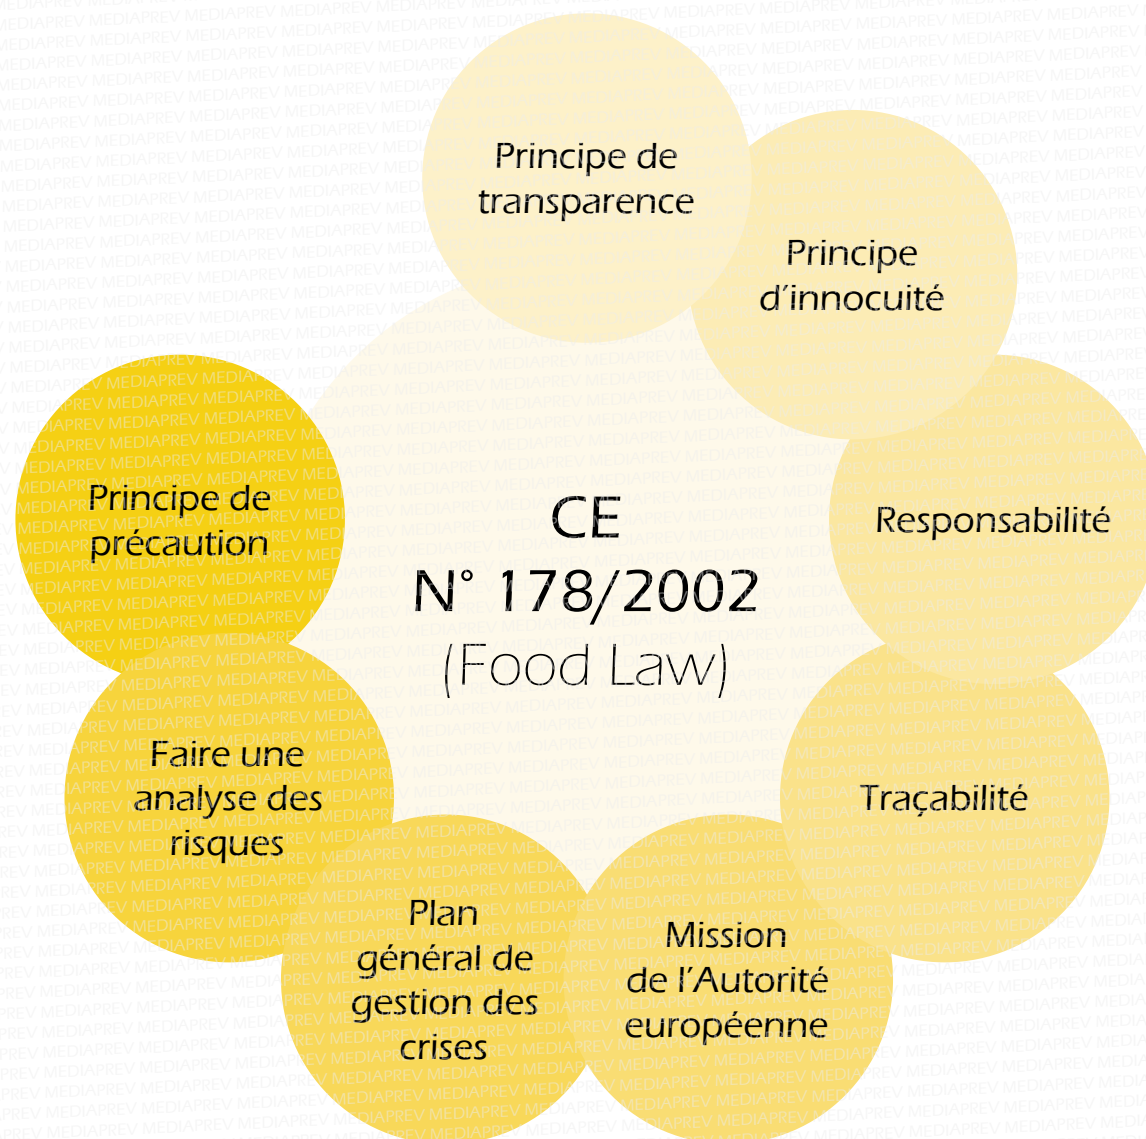 Principe de
transparence
Principe
d'innocuité
Responsabilité
Traçabilité
Mission
de l'Autorité
européenne
Plan
général de
gestion des
crises
Faire une
analyse des
risques
Principe de
précaution
CE
N° 178/2002
(Food Law)
MEDIAPREV